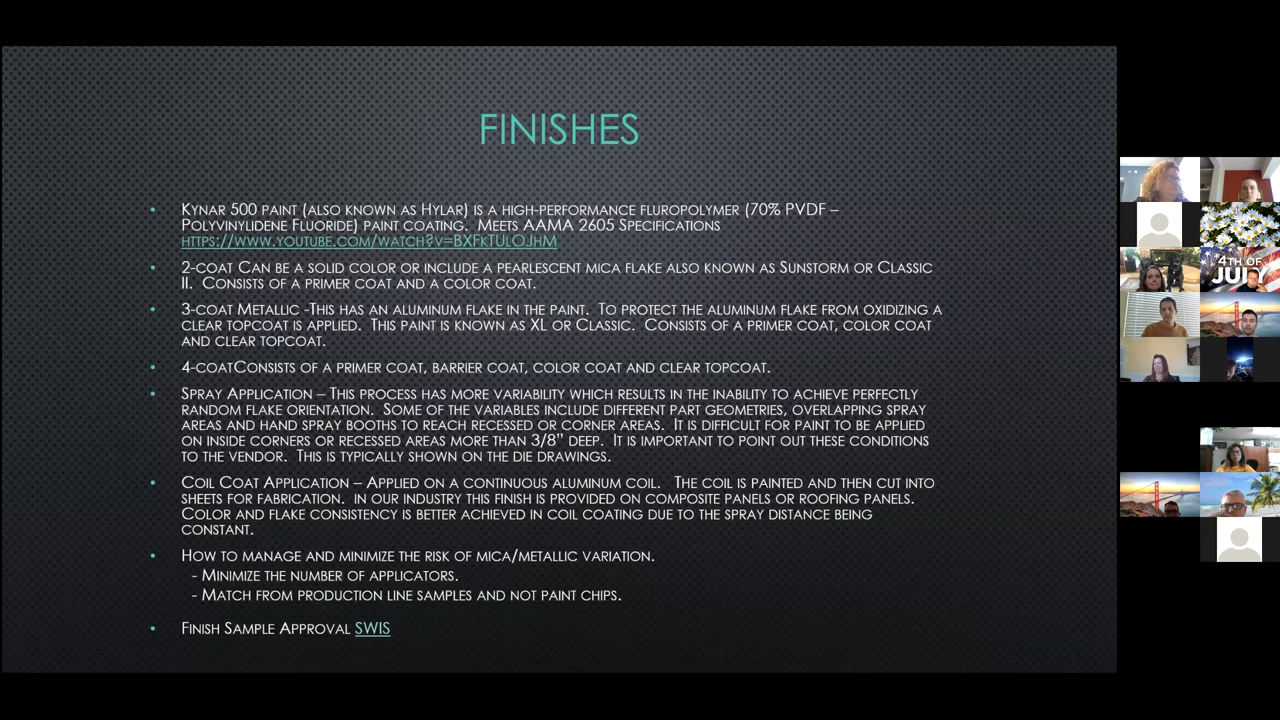 FINISHES
• KYNAR 500 PAINT (ALSO KNOWN AS HYLAR) IS A HIGH-PERFORMANCE FLUROPOLYMER (70% PVDF –
POLYVINYLIDENE FLUORIDE) PAINT COATING. MEETS AAMA 2605 SPECIFICATIONS
HTTPS://WWW.YOUTUBE.COM/WATCH?V=BXFKTULOJHM
• 2-COAT CAN BE A SOLID COLOR OR INCLUDE A PEARLESCENT MICA FLAKE ALSO KNOWN AS SUNSTORM OR CLASSIC
II. CONSISTS OF A PRIMER COAT AND A COLOR COAT.
• 3-COAT METALLIC -THIS HAS AN ALUMINUM FLAKE IN THE PAINT. TO PROTECT THE ALUMINUM FLAKE FROM OXIDIZING A
CLEAR TOPCOAT IS APPLIED. THIS PAINT IS KNOWN AS XL OR CLASSIC. CONSISTS OF A PRIMER COAT, COLOR COAT
AND CLEAR TOPCOAT.
• 4-COATCONSISTS OF A PRIMER COAT, BARRIER COAT, COLOR COAT AND CLEAR TOPCOAT.
• SPRAY APPLICATION – THIS PROCESS HAS MORE VARIABILITY WHICH RESULTS IN THE INABILITY TO ACHIEVE PERFECTLY
RANDOM FLAKE ORIENTATION. SOME OF THE VARIABLES INCLUDE DIFFERENT PART GEOMETRIES, OVERLAPPING SPRAY
AREAS AND HAND SPRAY BOOTHS TO REACH RECESSED OR CORNER AREAS. IT IS DIFFICULT FOR PAINT TO BE APPLIED
ON INSIDE CORNERS OR RECESSED AREAS MORE THAN 3/8" DEEP. IT IS IMPORTANT TO POINT OUT THESE CONDITIONS
TO THE VENDOR. THIS IS TYPICALLY SHOWN ON THE DIE DRAWINGS.
• COIL COAT APPLICATION – APPLIED ON A CONTINUOUS ALUMINUM COIL. THE COIL IS PAINTED AND THEN CUT INTO
SHEETS FOR FABRICATION. IN OUR INDUSTRY THIS FINISH IS PROVIDED ON COMPOSITE PANELS OR ROOFING PANELS.
COLOR AND FLAKE CONSISTENCY IS BETTER ACHIEVED IN COIL COATING DUE TO THE SPRAY DISTANCE BEING
CONSTANT.
• HOW TO MANAGE AND MINIMIZE THE RISK OF MICA/METALLIC VARIATION.
- MINIMIZE THE NUMBER OF APPLICATORS.
- MATCH FROM PRODUCTION LINE SAMPLES AND NOT PAINT CHIPS.
• FINISH SAMPLE APPROVAL SWIS
4TH OF
JULY